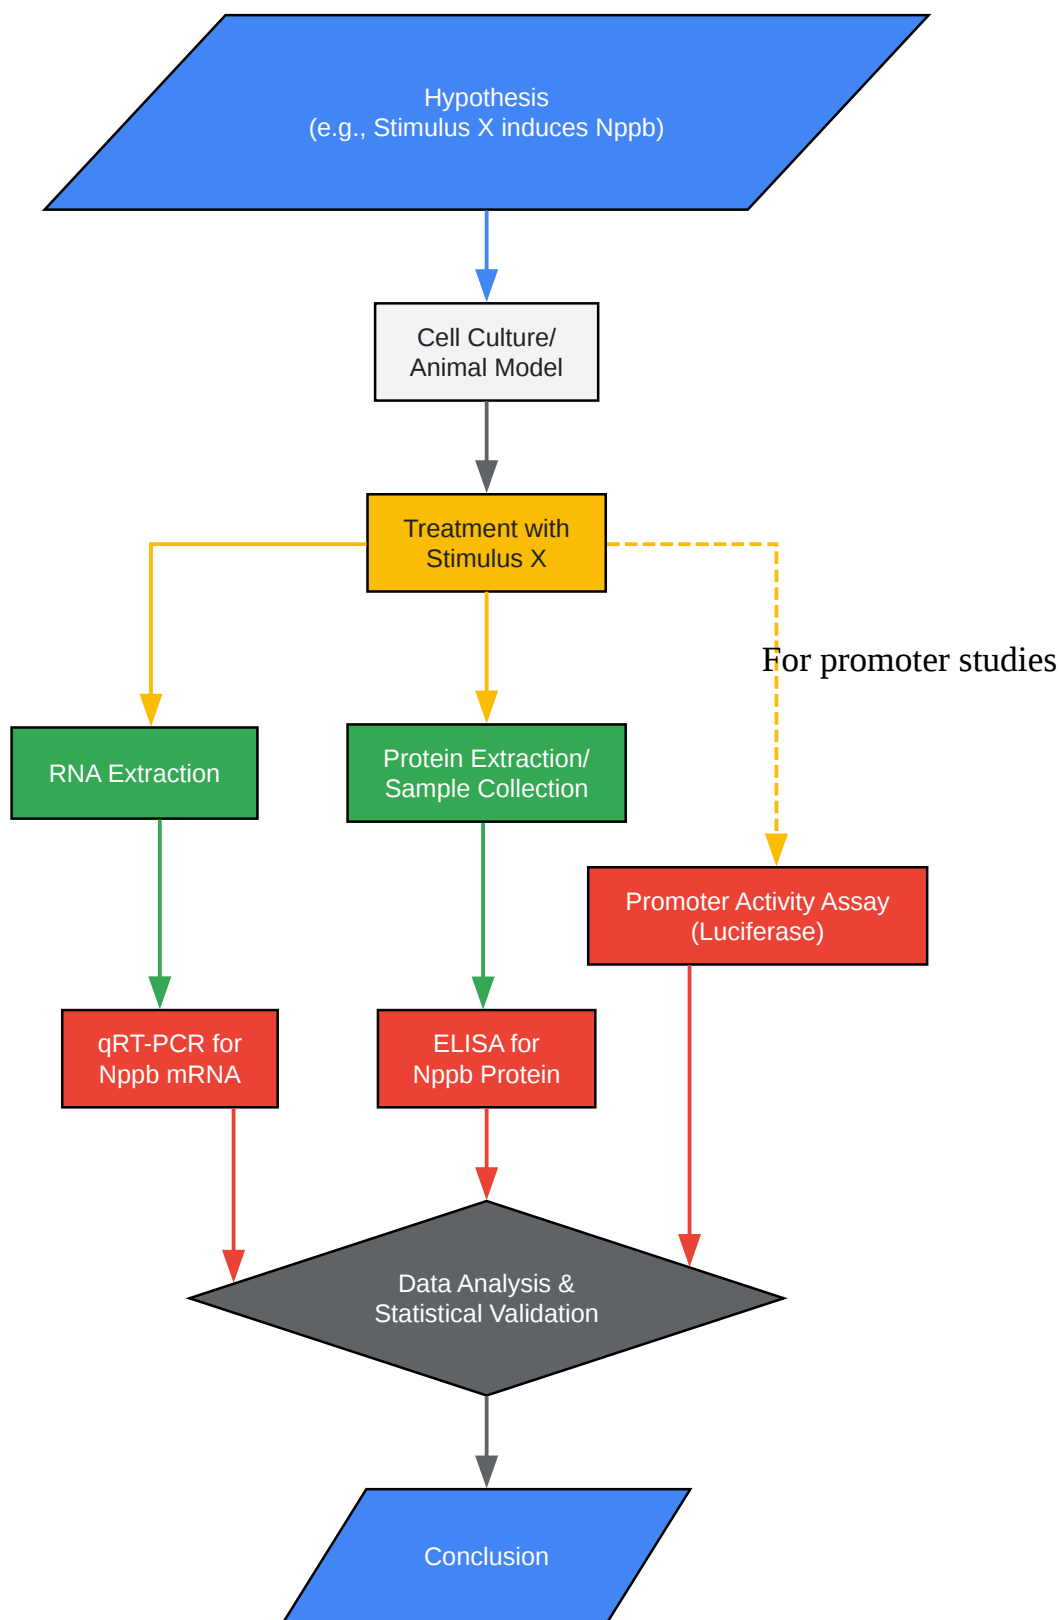 Hypothesis
(e.g., Stimulus X induces Nppb)
Cell Culture/
Animal Model
Treatment with
Stimulus X
For promoter studies
RNA Extraction
Protein Extraction/
Sample Collection
Promoter Activity Assay
(Luciferase)
qRT-PCR for
Nppb mRNA
ELISA for
Nppb Protein
Data Analysis &
Statistical Validation
Conclusion